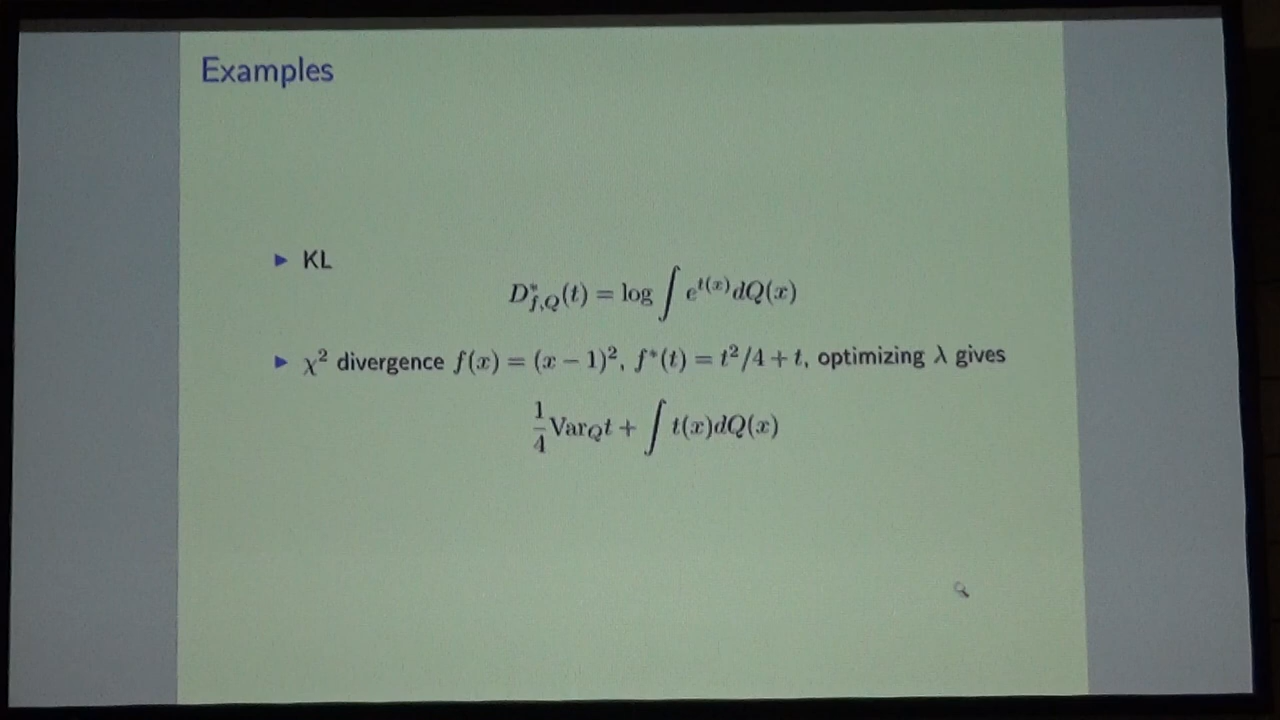 Examples
▶ KL
D*_{f,Q}(t) = log ∫ e^{t(x)} dQ(x)
▶ χ² divergence f(x) = (x − 1)², f*(t) = t²/4 + t, optimizing λ gives
1/4 Var_Q t + ∫ t(x)dQ(x)